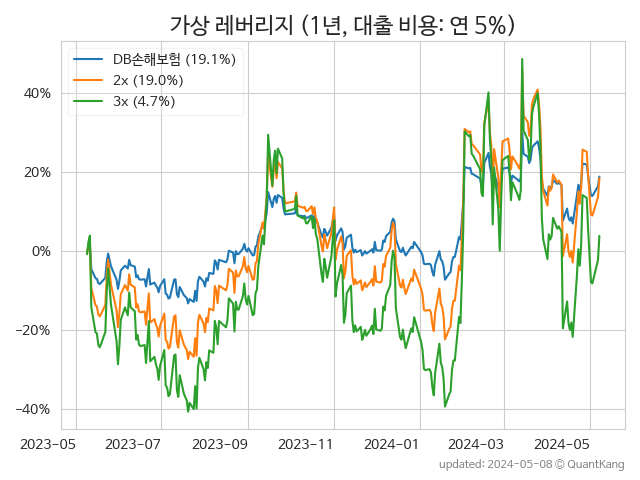 가상 레버리지 (1년, 대출 비용: 연 5%)
DB손해보험 (19.1%)
2x (19.0%)
3x (4.7%)
40%
20%
0%
−20%
−40%
2023-05 2023-07 2023-09 2023-11 2024-01 2024-03 2024-05
updated: 2024-05-08 © QuantKang